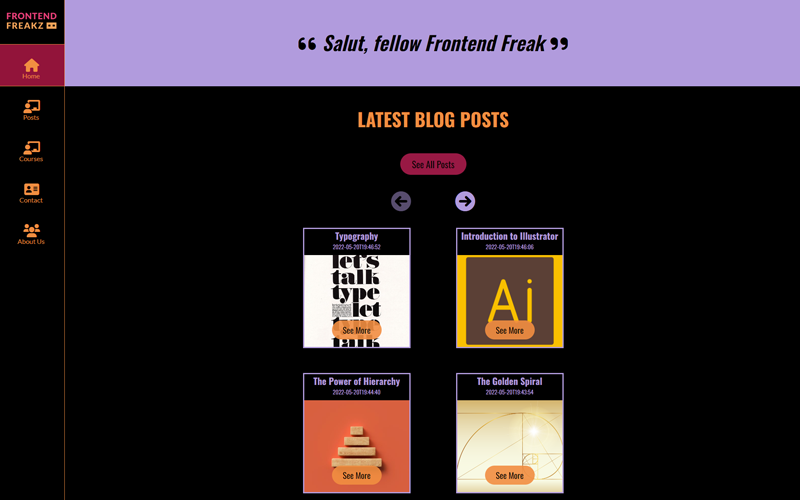 FRONTEND
FREAKZ
Home
Posts
Courses
Contact
About Us
“ Salut, fellow Frontend Freak ”
LATEST BLOG POSTS
See All Posts
Typography
2022-05-20T19:46:52
let's
talk
type
let
type
talk
See More
Introduction to Illustrator
2022-05-20T19:46:06
Ai
See More
The Power of Hierarchy
2022-05-20T19:44:40
See More
The Golden Spiral
2022-05-20T19:43:54
See More